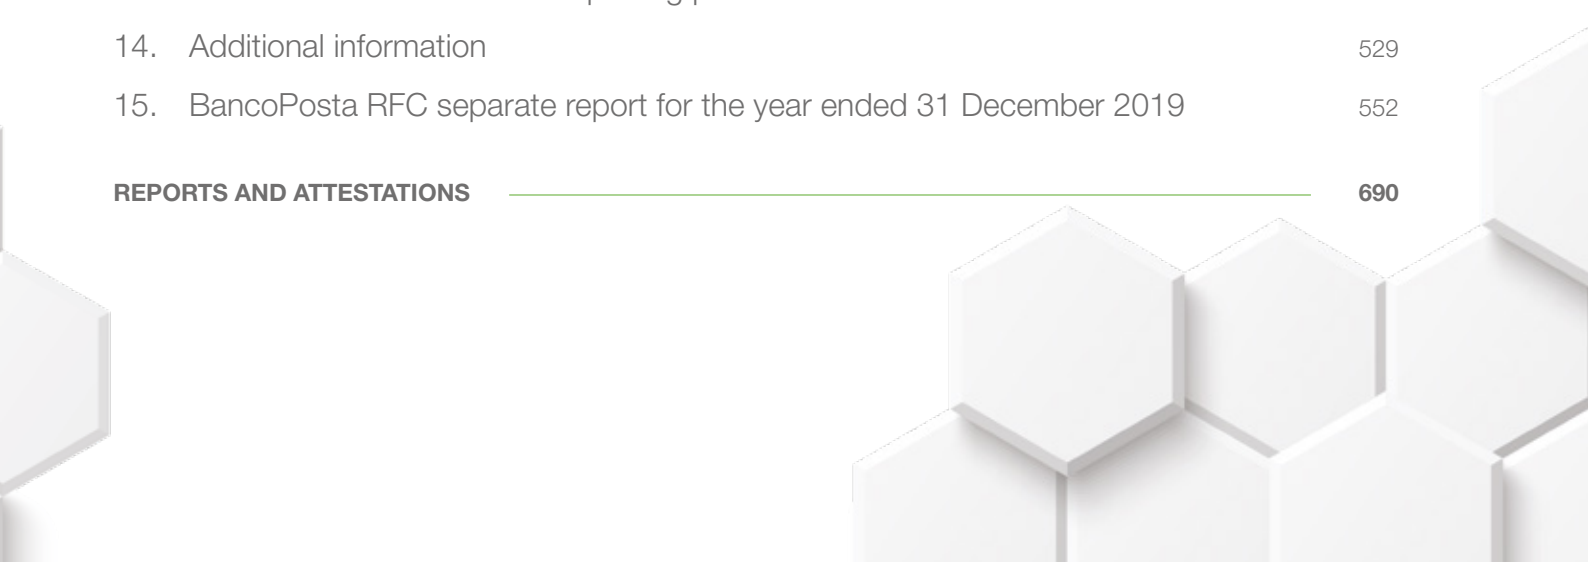 14. Additional information 529
15. BancoPosta RFC separate report for the year ended 31 December 2019 552
REPORTS AND ATTESTATIONS 690